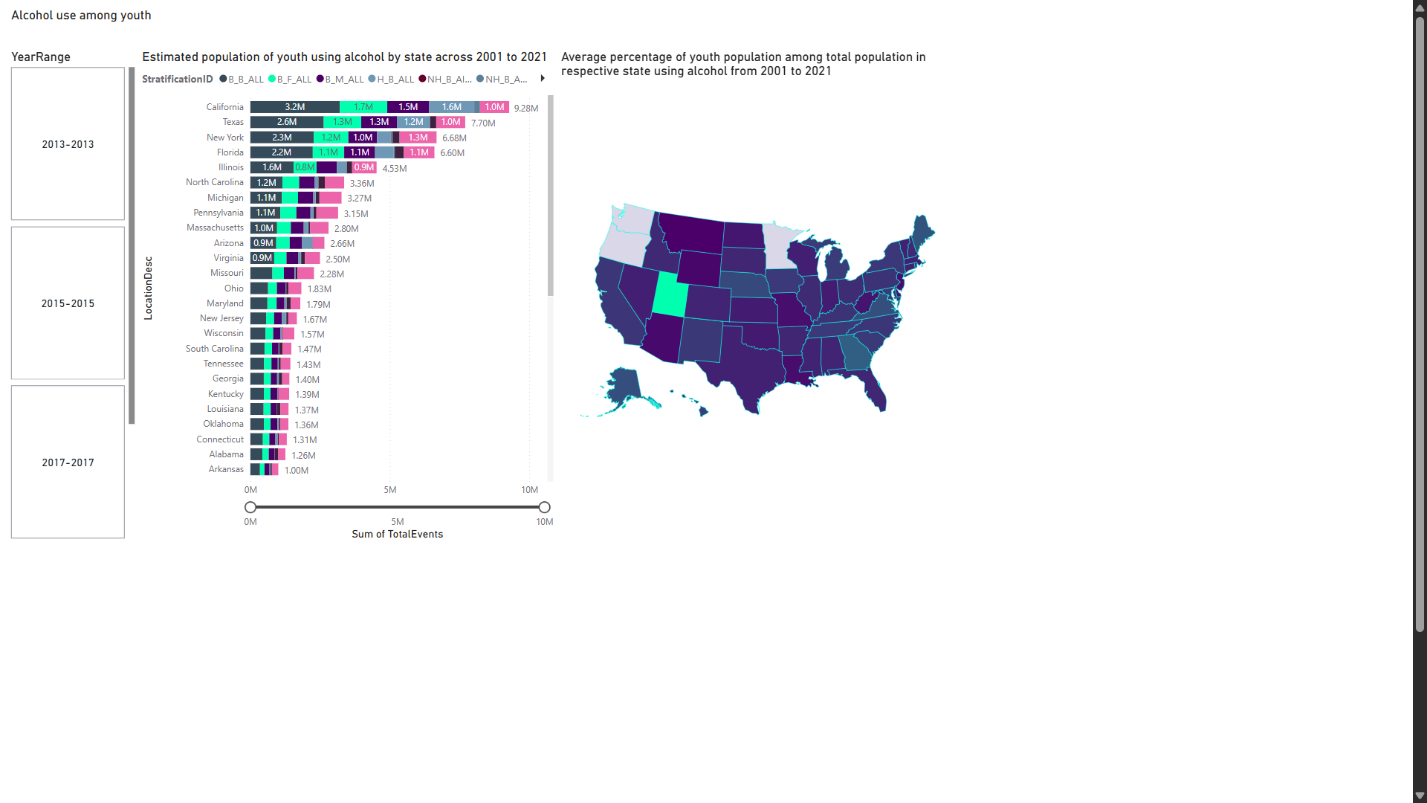 Alcohol use among youth
YearRange
2013-2013
2015-2015
2017-2017
Estimated population of youth using alcohol by state across 2001 to 2021
StratificationID B_B_ALL B_F_ALL B_M_ALL H_B_ALL NH_B_AI... NH_B_A...
LocationDesc
California 3.2M 1.7M 1.5M 1.6M 1.0M 9.28M
Texas 2.6M 1.3M 1.3M 1.2M 1.0M 7.70M
New York 2.3M 1.2M 1.0M 1.3M 6.68M
Florida 2.2M 1.1M 1.1M 1.1M 6.60M
Illinois 1.6M 0.8M 0.9M 4.53M
North Carolina 1.2M 3.36M
Michigan 1.1M 3.27M
Pennsylvania 1.1M 3.15M
Massachusetts 1.0M 2.80M
Arizona 0.9M 2.66M
Virginia 0.9M 2.50M
Missouri 2.28M
Ohio 1.83M
Maryland 1.79M
New Jersey 1.67M
Wisconsin 1.57M
South Carolina 1.47M
Tennessee 1.43M
Georgia 1.40M
Kentucky 1.39M
Louisiana 1.37M
Oklahoma 1.36M
Connecticut 1.31M
Alabama 1.26M
Arkansas 1.00M
0M 5M 10M
0M 5M 10M
Sum of TotalEvents
Average percentage of youth population among total population in
respective state using alcohol from 2001 to 2021